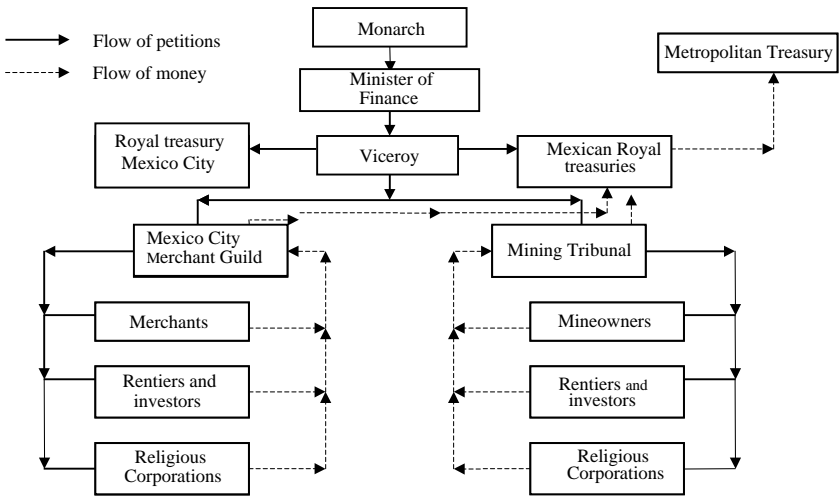 Flow of petitions
Flow of money
Monarch
Minister of
Finance
Metropolitan Treasury
Royal treasury
Mexico City
Viceroy
Mexican Royal
treasuries
Mexico City
Merchant Guild
Mining Tribunal
Merchants
Mineowners
Rentiers and
investors
Rentiers and
investors
Religious
Corporations
Religious
Corporations